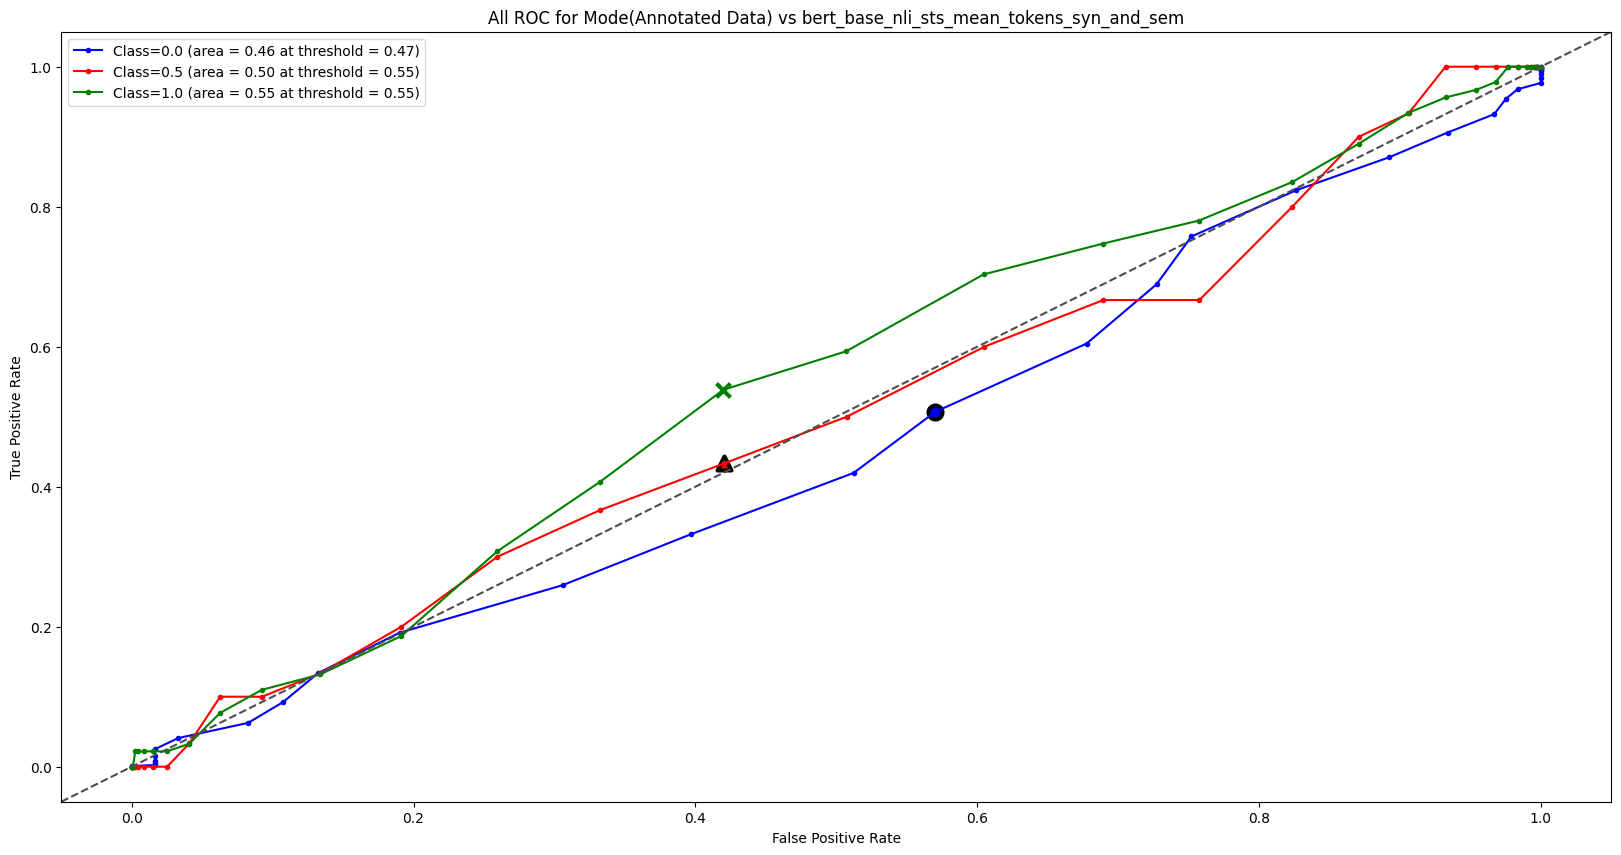 All ROC for Mode(Annotated Data) vs bert_base_nli_sts_mean_tokens_syn_and_sem
Class=0.0 (area = 0.46 at threshold = 0.47)
Class=0.5 (area = 0.50 at threshold = 0.55)
Class=1.0 (area = 0.55 at threshold = 0.55)
True Positive Rate
1.0
0.8
0.6
0.4
0.2
0.0
0.0 0.2 0.4 0.6 0.8 1.0
False Positive Rate